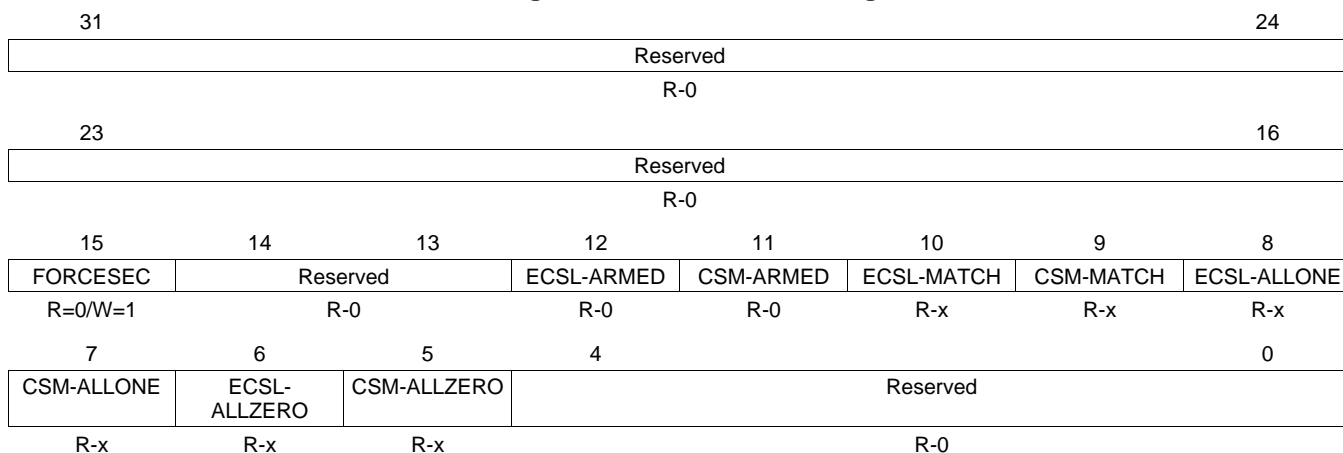 31 24
Reserved
R-0
23 16
Reserved
R-0
15 14 13 12 11 10 9 8
FORCESEC Reserved ECSL-ARMED CSM-ARMED ECSL-MATCH CSM-MATCH ECSL-ALLONE
R=0/W=1 R-0 R-0 R-0 R-x R-x R-x
7 6 5 4 0
CSM-ALLONE ECSL- CSM-ALLZERO Reserved
ALLZERO
R-x R-x R-x R-0